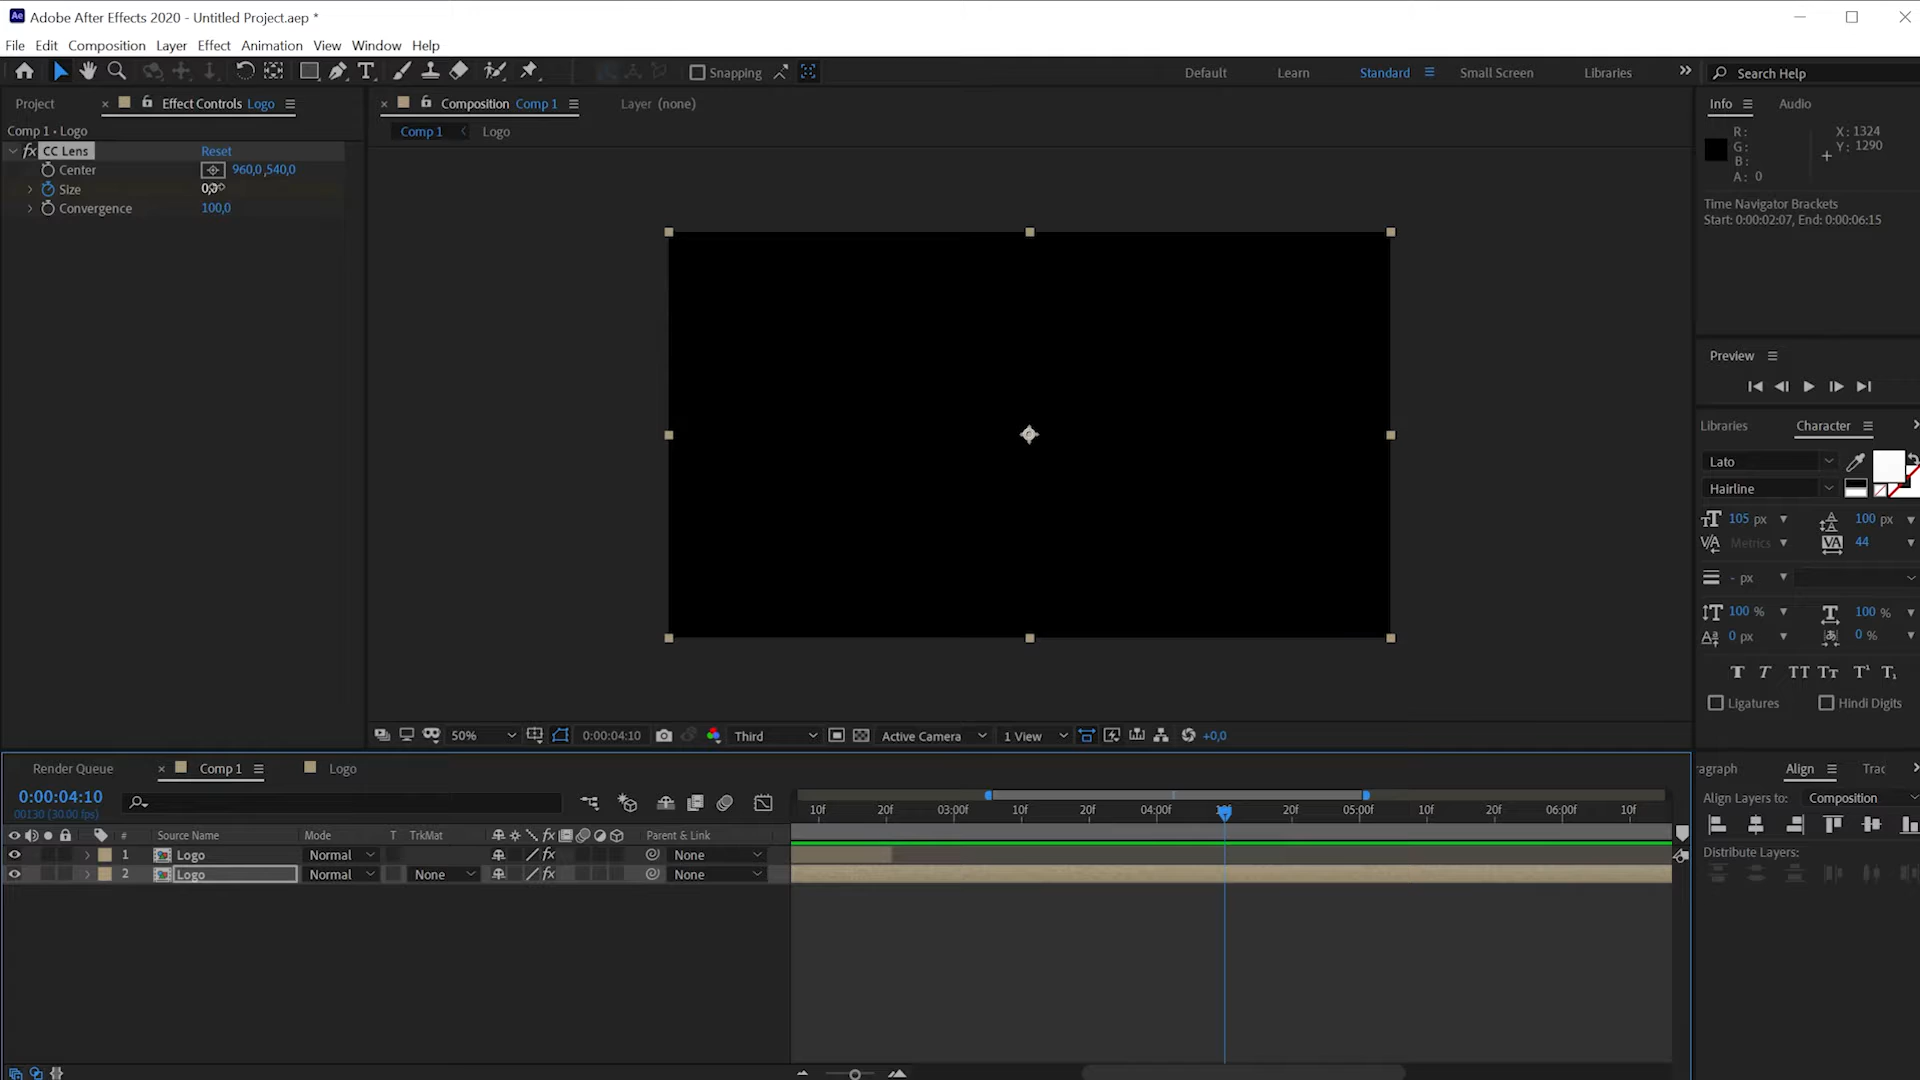 Adobe After Effects 2020 - Untitled Project.aep *
File Edit Composition Layer Effect Animation View Window Help
Snapping
Default Learn Standard Small Screen Libraries
Search Help
Project
Effect Controls Logo
Comp 1 • Logo
fx CC Lens Reset
Center 960,0 ,540,0
Size
Convergence 100,0
Composition Comp 1
Layer (none)
Comp 1 Logo
50% 0:00:04:10 Third Active Camera 1 View +0,0
Info Audio
R: X: 1324
G: Y: 1290
B:
A: 0
Time Navigator Brackets
Start: 0:00:02:07, End: 0:00:06:15
Preview
Libraries Character
Lato
Hairline
105 px 100 px
Metrics 44
- px
100 % 100 %
0 px 0 %
Ligatures Hindi Digits
ragraph Align Trac
Align Layers to: Composition
Distribute Layers:
Render Queue Comp 1 Logo
0:00:04:10
00130 (30.00 fps)
10f 20f 03:00f 10f 20f 04:00f 20f 05:00f 10f 20f 06:00f 10f
# Source Name Mode T TrkMat Parent & Link
1 Logo Normal None
2 Logo Normal None None